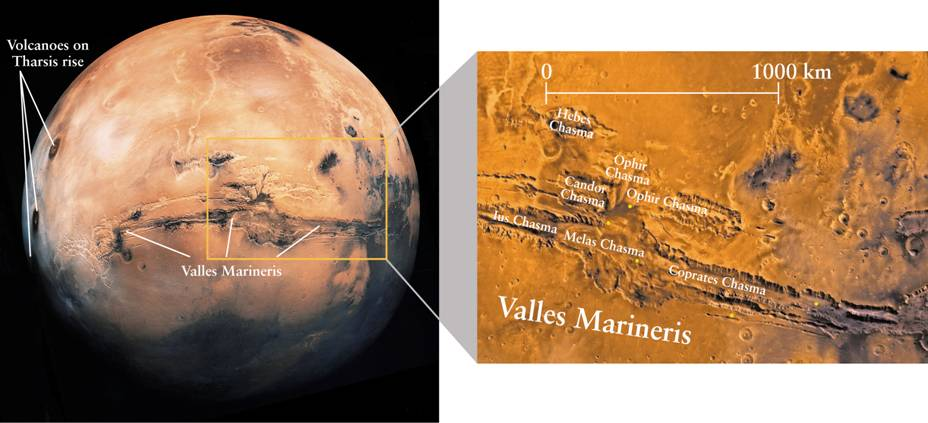 Volcanoes on
Tharsis rise
Valles Marineris
0
1000 km
Hebes
Chasma
Ophir
Chasma
Candor
Chasma
Ophir Chasma
Ius Chasma
Melas Chasma
Coprates Chasma
Valles Marineris